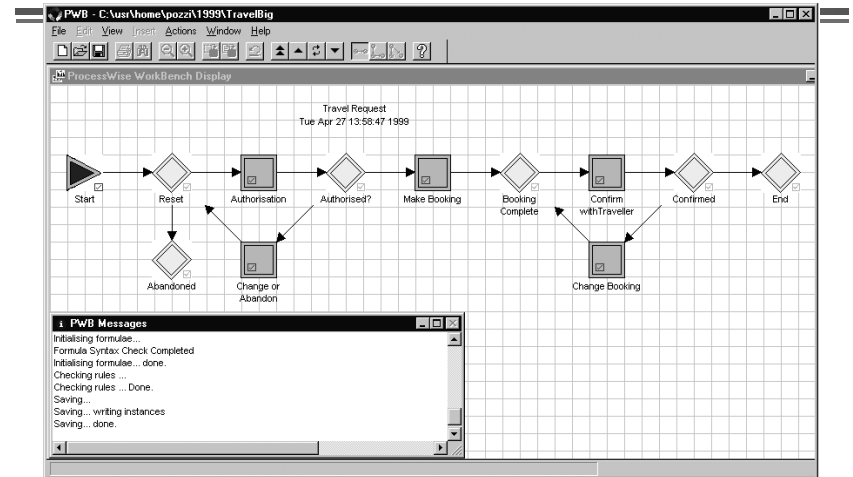 PWB - C:\usr\home\pozzi\1999\TravelBig
File Edit View Insert Actions Window Help
ProcessWise WorkBench Display
Travel Request
Tue Apr 27 13:58:47 1999
Start
Reset
Authorisation
Authorised?
Make Booking
Booking
Complete
Confirm
withTraveller
Confirmed
End
Abandoned
Change or
Abandon
Change Booking
PWB Messages
Initialising formulae...
Formula Syntax Check Completed
Initialising formulae... done.
Checking rules ...
Checking rules ... Done.
Saving...
Saving... writing instances
Saving... done.